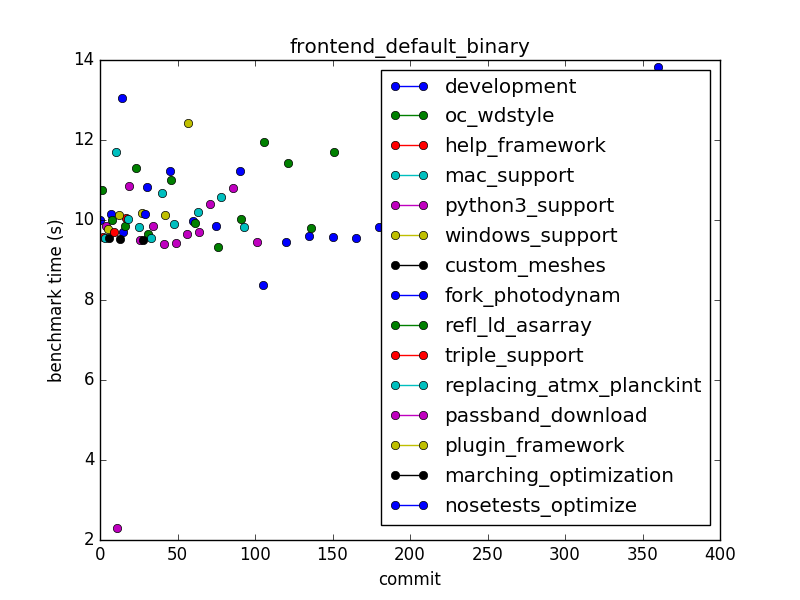 frontend_default_binary
14
12
10
8
6
4
2
benchmark time (s)
0
50
100
150
200
250
300
350
400
commit
development
oc_wdstyle
help_framework
mac_support
python3_support
windows_support
custom_meshes
fork_photodynam
refl_ld_asarray
triple_support
replacing_atmx_planckint
passband_download
plugin_framework
marching_optimization
nosetests_optimize